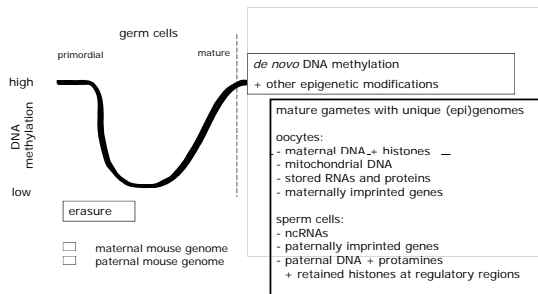 germ cells
primordial
mature
high
DNA
methylation
low
erasure
maternal mouse genome
paternal mouse genome
de novo DNA methylation
+ other epigenetic modifications
mature gametes with unique (epi)genomes
oocytes:
- maternal DNA + histones
- mitochondrial DNA
- stored RNAs and proteins
- maternally imprinted genes
sperm cells:
- ncRNAs
- paternally imprinted genes
- paternal DNA + protamines
+ retained histones at regulatory regions